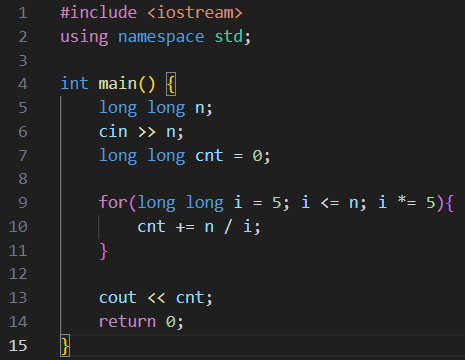 1 #include <iostream>
2 using namespace std;
3
4 int main() {
5     long long n;
6     cin >> n;
7     long long cnt = 0;
8
9     for(long long i = 5; i <= n; i *= 5){
10         cnt += n / i;
11     }
12
13     cout << cnt;
14     return 0;
15 }